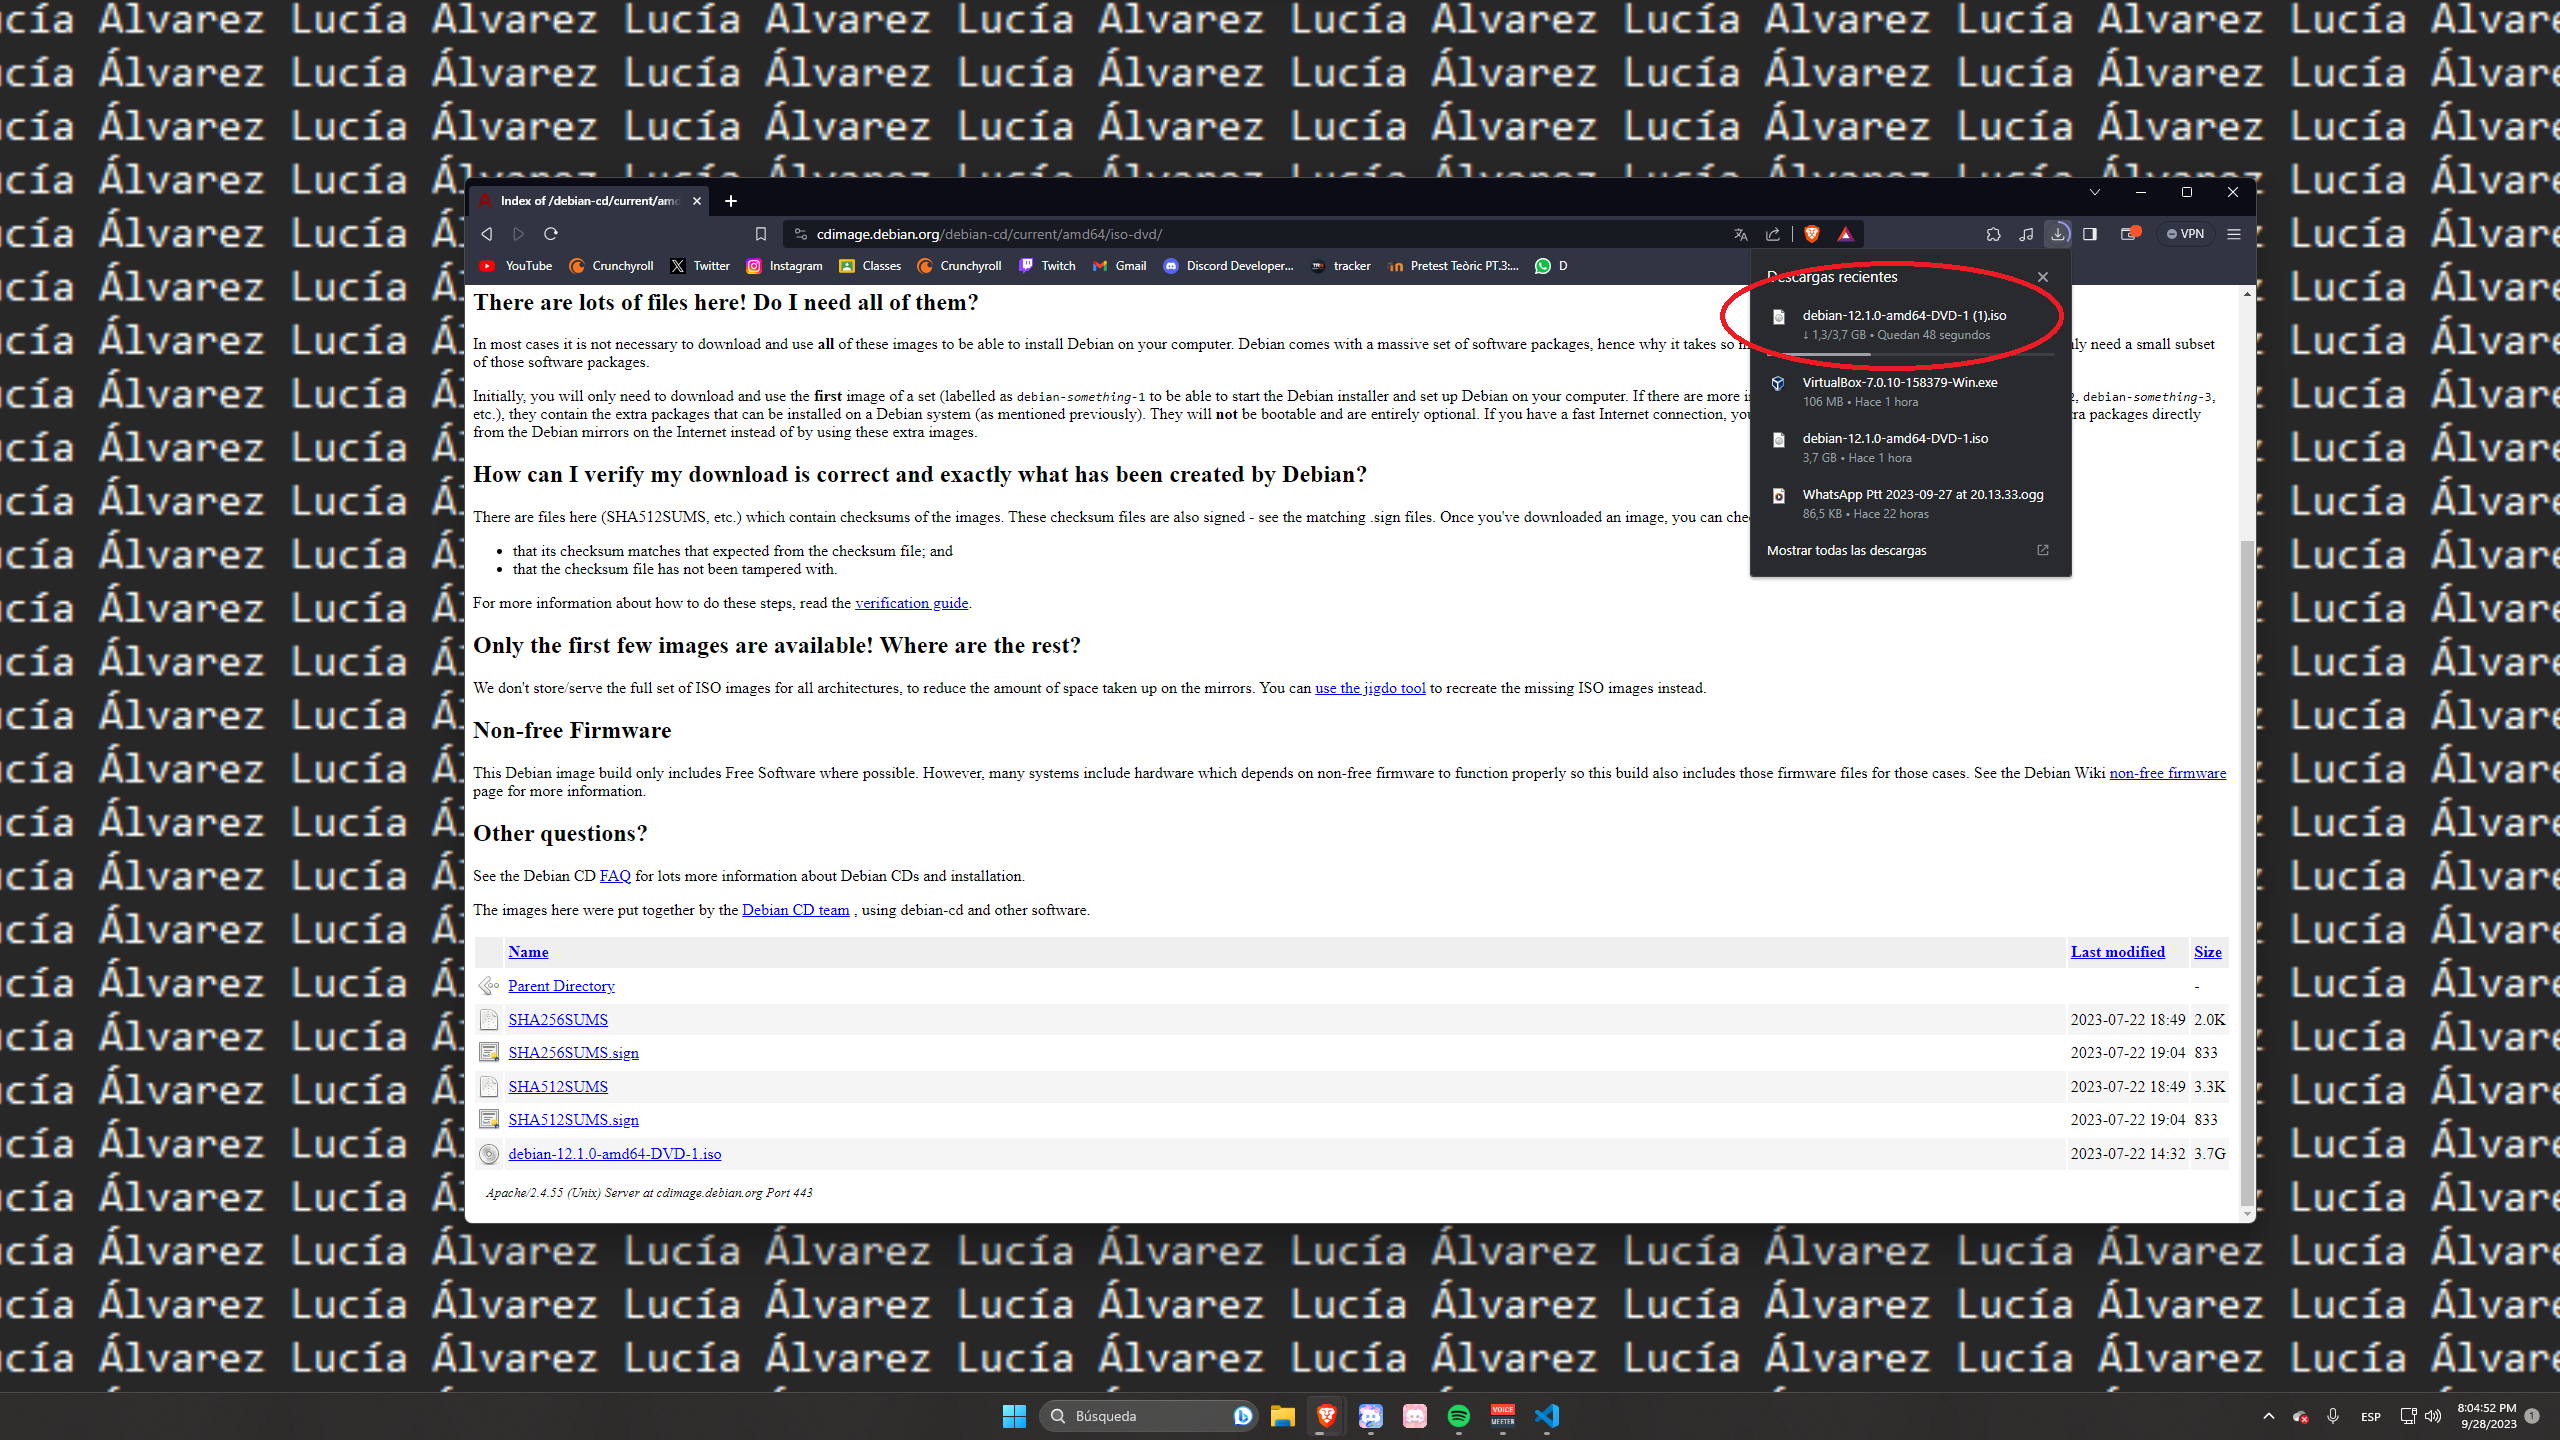 Lucía Álvarez Lucía Álvarez Lucía Álvarez Lucía Álvarez Lucía Álvarez Lucía Álvarez Lucía
Index of /debian-cd/current/amd
cdimage.debian.org/debian-cd/current/amd64/iso-dvd/
VPN
YouTube Crunchyroll Twitter Instagram Classes Crunchyroll Twitch Gmail Discord Developer... tracker Pretest Teòric PT.3:... D
Descargas recientes
debian-12.1.0-amd64-DVD-1 (1).iso
↓ 1,3/3,7 GB • Quedan 48 segundos
VirtualBox-7.0.10-158379-Win.exe
106 MB • Hace 1 hora
debian-12.1.0-amd64-DVD-1.iso
3,7 GB • Hace 1 hora
WhatsApp Ptt 2023-09-27 at 20.13.33.ogg
86,5 KB • Hace 22 horas
Mostrar todas las descargas
There are lots of files here! Do I need all of them?
In most cases it is not necessary to download and use all of these images to be able to install Debian on your computer. Debian comes with a massive set of software packages, hence why it takes so need a small subset
of those software packages.
Initially, you will only need to download and use the first image of a set (labelled as debian-something-1 to be able to start the Debian installer and set up Debian on your computer. If there are more debian-something-3,
etc.), they contain the extra packages that can be installed on a Debian system (as mentioned previously). They will not be bootable and are entirely optional. If you have a fast Internet connection, packages directly
from the Debian mirrors on the Internet instead of by using these extra images.
How can I verify my download is correct and exactly what has been created by Debian?
There are files here (SHA512SUMS, etc.) which contain checksums of the images. These checksum files are also signed - see the matching .sign files. Once you've downloaded an image, you can
• that its checksum matches that expected from the checksum file; and
• that the checksum file has not been tampered with.
For more information about how to do these steps, read the verification guide.
Only the first few images are available! Where are the rest?
We don't store/serve the full set of ISO images for all architectures, to reduce the amount of space taken up on the mirrors. You can use the jigdo tool to recreate the missing ISO images instead.
Non-free Firmware
This Debian image build only includes Free Software where possible. However, many systems include hardware which depends on non-free firmware to function properly so this build also includes those firmware files for those cases. See the Debian Wiki non-free firmware
page for more information.
Other questions?
See the Debian CD FAQ for lots more information about Debian CDs and installation.
The images here were put together by the Debian CD team , using debian-cd and other software.
Name Last modified Size
Parent Directory -
SHA256SUMS 2023-07-22 18:49 2.0K
SHA256SUMS.sign 2023-07-22 19:04 833
SHA512SUMS 2023-07-22 18:49 3.3K
SHA512SUMS.sign 2023-07-22 19:04 833
debian-12.1.0-amd64-DVD-1.iso 2023-07-22 14:32 3.7G
Apache/2.4.55 (Unix) Server at cdimage.debian.org Port 443
Búsqueda
VOICE
MEETER
ESP
8:04:52 PM
9/28/2023
1